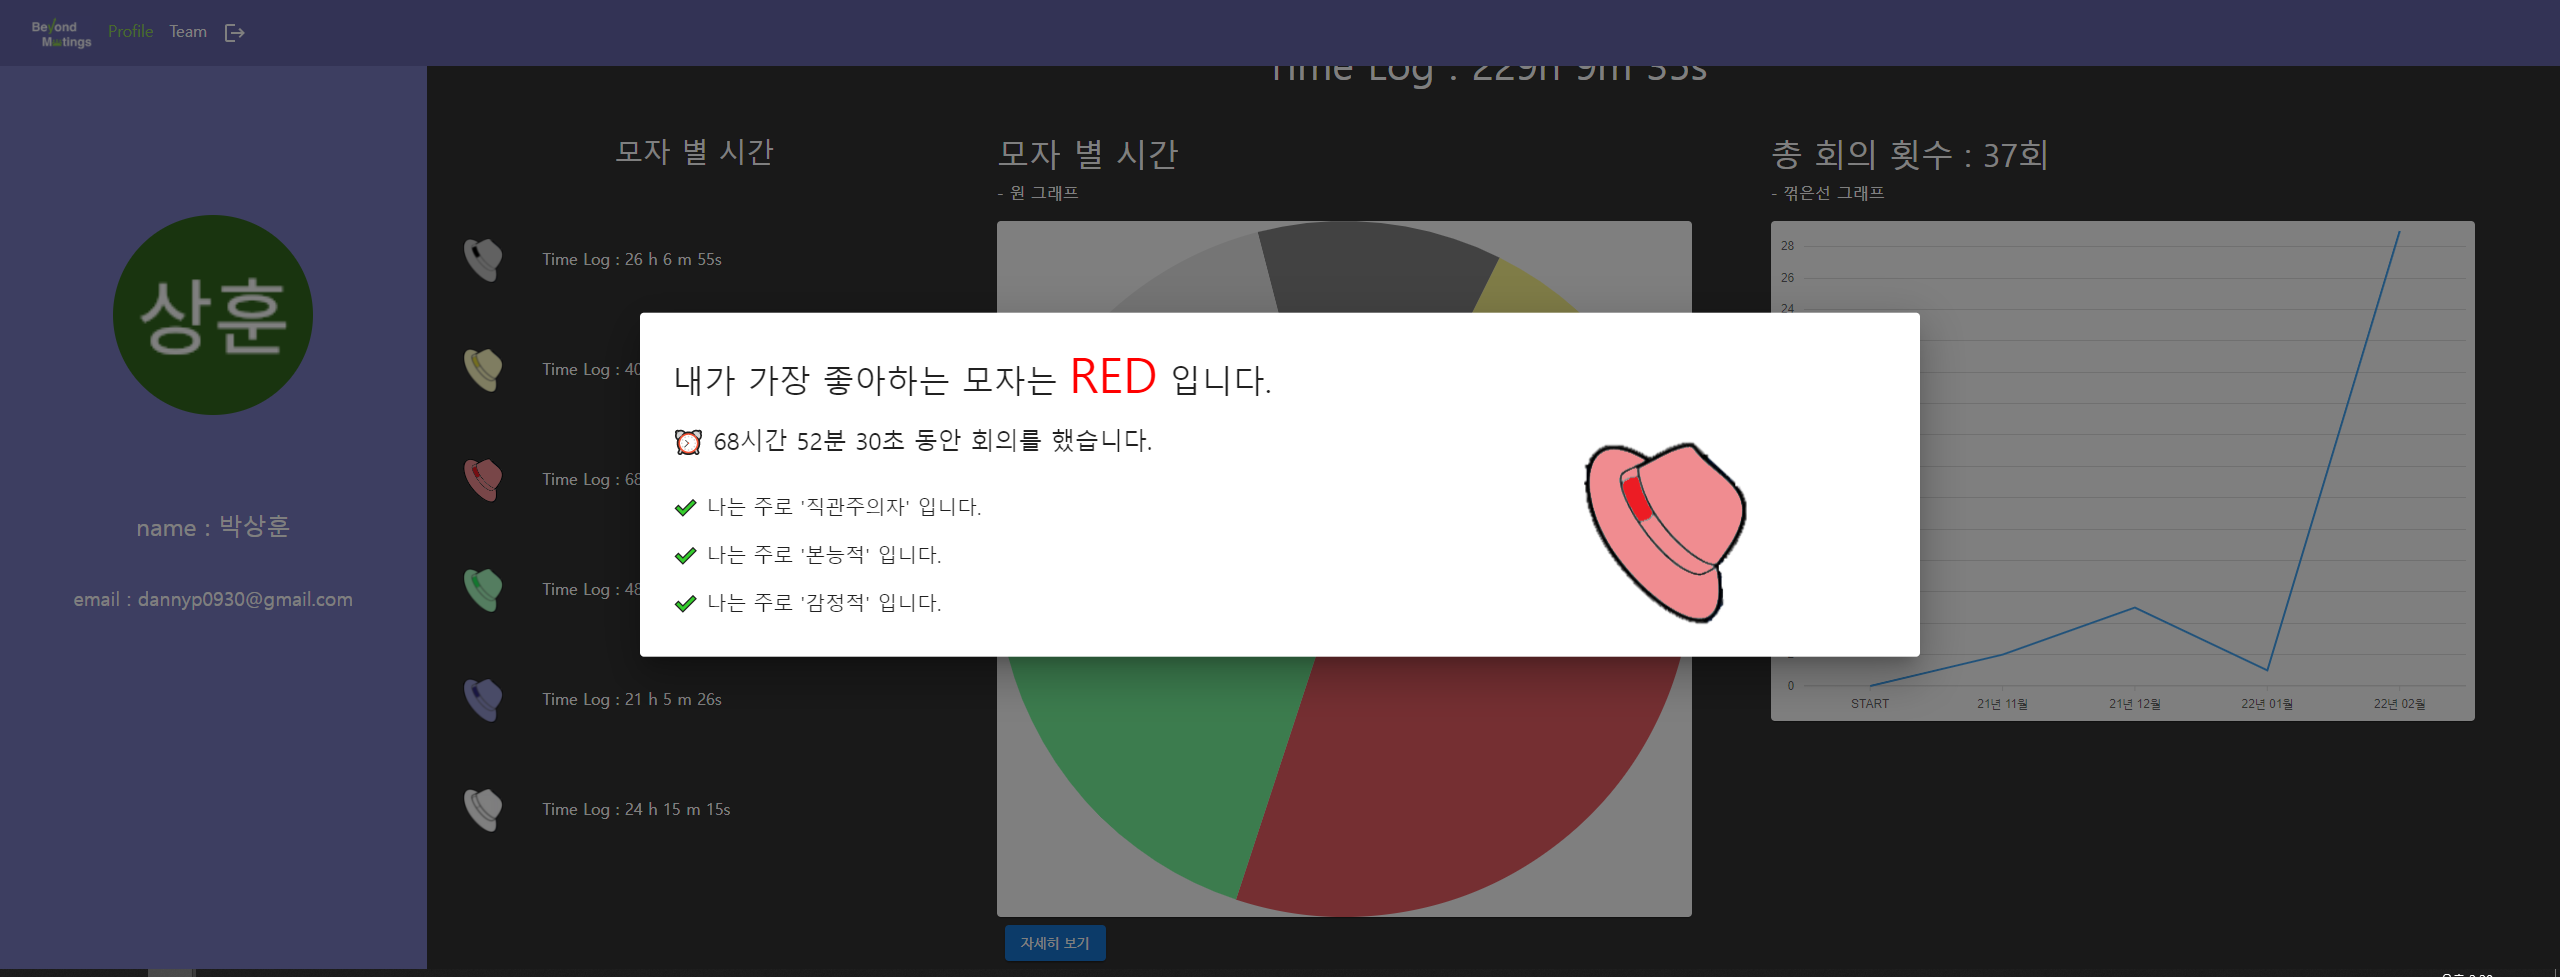 Beyond
Meetings
Profile
Team
Time Log : 229h 9m 35s
상훈
name : 박상훈
email : dannyp0930@gmail.com
모자 별 시간
Time Log : 26 h 6 m 55s
Time Log : 40
Time Log : 68
Time Log : 48
Time Log : 21 h 5 m 26s
Time Log : 24 h 15 m 15s
모자 별 시간
- 원 그래프
자세히 보기
총 회의 횟수 : 37회
- 꺾은선 그래프
28
26
24
0
START
21년 11월
21년 12월
22년 01월
22년 02월
내가 가장 좋아하는 모자는 RED 입니다.
68시간 52분 30초 동안 회의를 했습니다.
나는 주로 '직관주의자' 입니다.
나는 주로 '본능적' 입니다.
나는 주로 '감정적' 입니다.